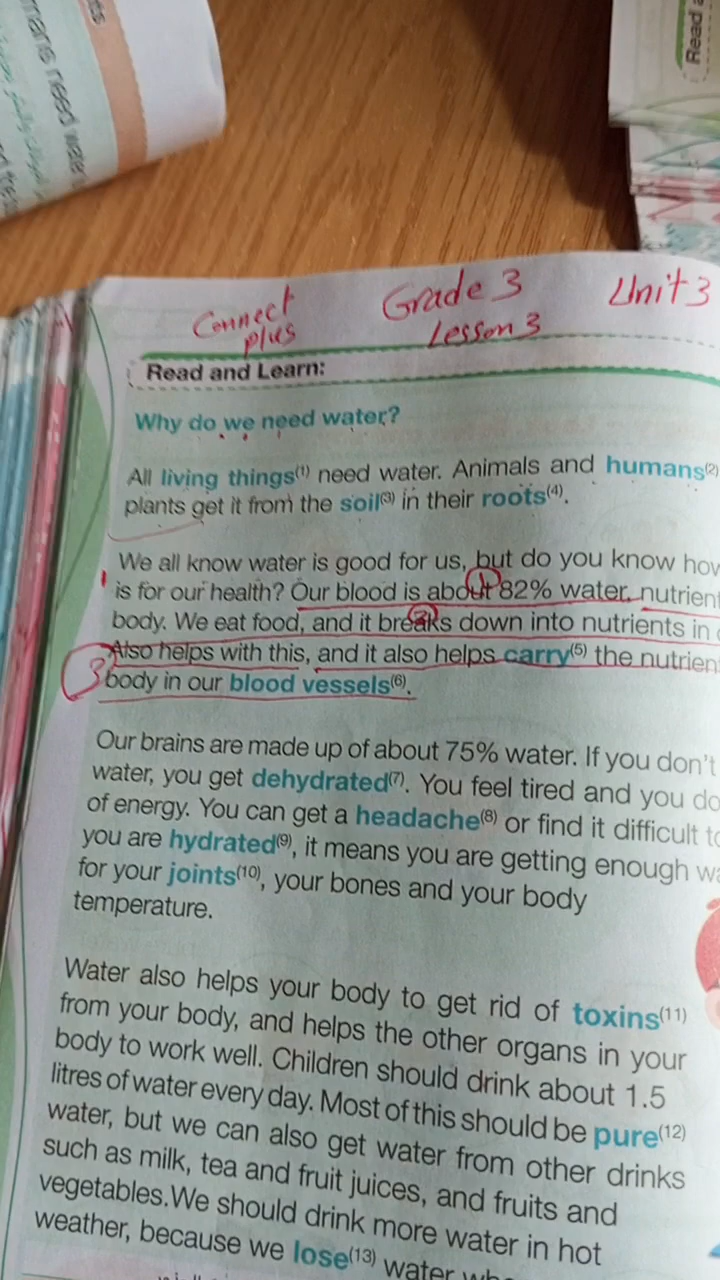 humans need water
Read a
Connect plus
Grade 3
Lesson 3
Unit 3
Read and Learn:
Why do we need water?
All living things(1) need water. Animals and humans(2)
plants get it from the soil(3) in their roots(4).
We all know water is good for us, but do you know how
is for our health? Our blood is about 82% water, nutrient
body. We eat food, and it breaks down into nutrients in
Also helps with this, and it also helps carry(5) the nutrien
body in our blood vessels(6).
1
2
3
Our brains are made up of about 75% water. If you don't
water, you get dehydrated(7). You feel tired and you do
of energy. You can get a headache(8) or find it difficult to
you are hydrated(9), it means you are getting enough wa
for your joints(10), your bones and your body
temperature.
Water also helps your body to get rid of toxins(11)
from your body, and helps the other organs in your
body to work well. Children should drink about 1.5
litres of water every day. Most of this should be pure(12)
water, but we can also get water from other drinks
such as milk, tea and fruit juices, and fruits and
vegetables.We should drink more water in hot
weather, because we lose(13) water